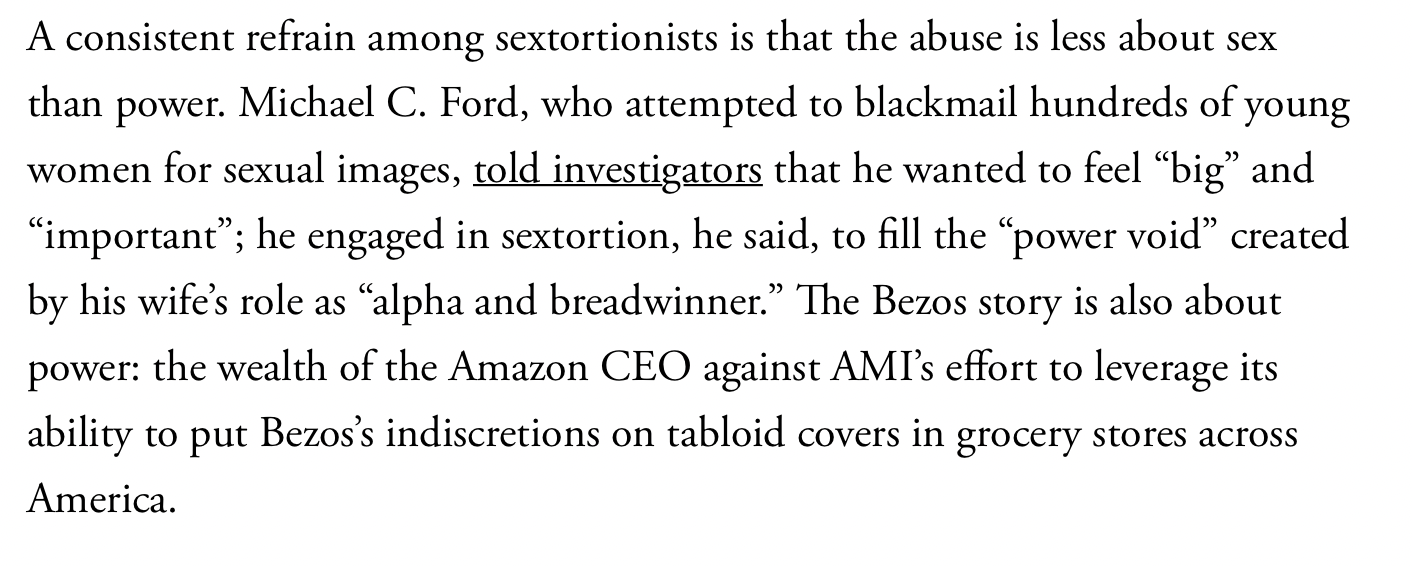 A consistent refrain among sextortionists is that the abuse is less about sex
than power. Michael C. Ford, who attempted to blackmail hundreds of young
women for sexual images, told investigators that he wanted to feel “big” and
“important”; he engaged in sextortion, he said, to fill the “power void” created
by his wife’s role as “alpha and breadwinner.” The Bezos story is also about
power: the wealth of the Amazon CEO against AMI’s effort to leverage its
ability to put Bezos’s indiscretions on tabloid covers in grocery stores across
America.